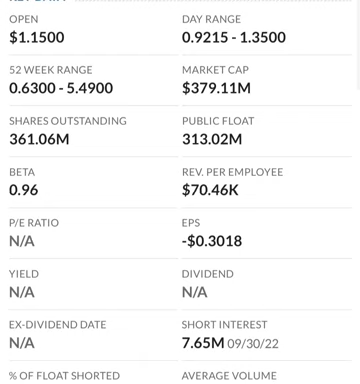 OPEN
$1.1500
DAY RANGE
0.9215 - 1.3500
52 WEEK RANGE
0.6300 - 5.4900
MARKET CAP
$379.11M
SHARES OUTSTANDING
361.06M
PUBLIC FLOAT
313.02M
BETA
0.96
REV. PER EMPLOYEE
$70.46K
P/E RATIO
N/A
EPS
-$0.3018
YIELD
N/A
DIVIDEND
N/A
EX-DIVIDEND DATE
N/A
SHORT INTEREST
7.65M 09/30/22
% OF FLOAT SHORTED
AVERAGE VOLUME